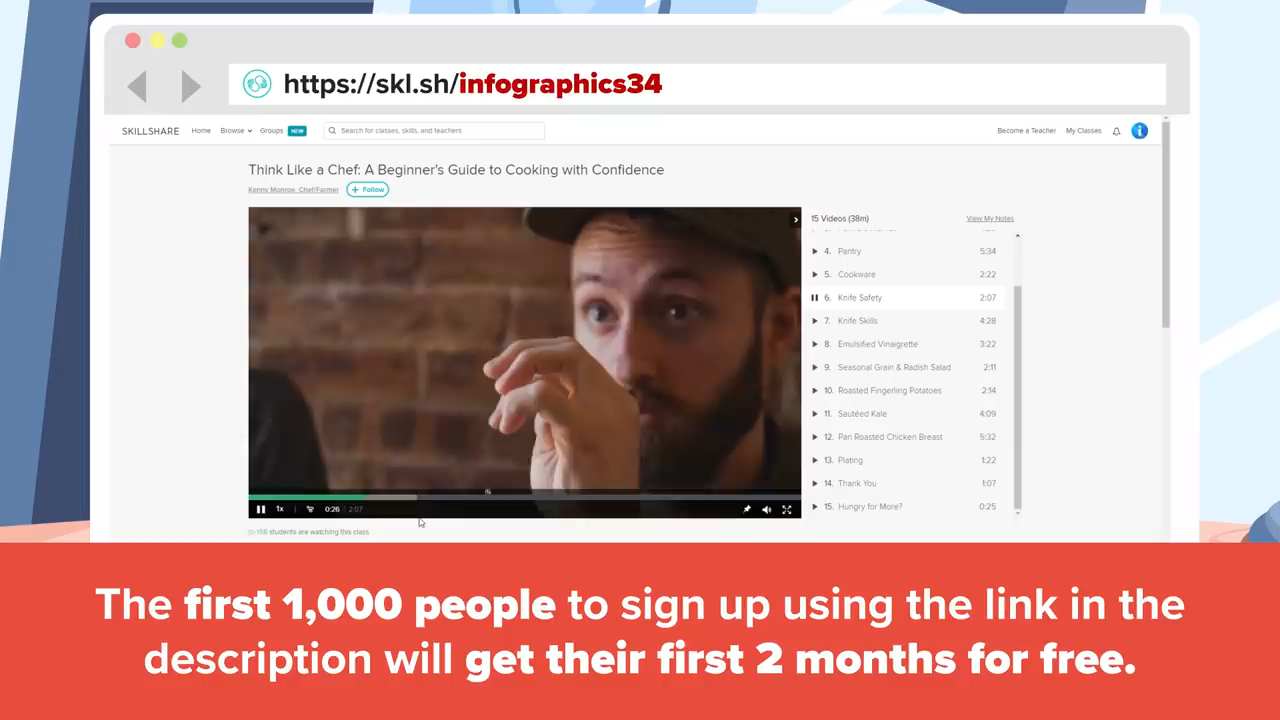 https://skl.sh/infographics34
SKILLSHARE Home Browse Groups NEW Search for classes, skills, and teachers Become a Teacher My Classes
Think Like a Chef: A Beginner's Guide to Cooking with Confidence
Kenny Monroe, Chef/Farmer + Follow
15 Videos (38m) View My Notes
4. Pantry 5:34
5. Cookware 2:22
6. Knife Safety 2:07
7. Knife Skills 4:28
8. Emulsified Vinaigrette 3:22
9. Seasonal Grain & Radish Salad 2:11
10. Roasted Fingerling Potatoes 2:14
11. Sautéed Kale 4:09
12. Pan Roasted Chicken Breast 5:32
13. Plating 1:22
14. Thank You 1:07
15. Hungry for More? 0:25
1x 0:26 2:07
158 students are watching this class
The first 1,000 people to sign up using the link in the
description will get their first 2 months for free.